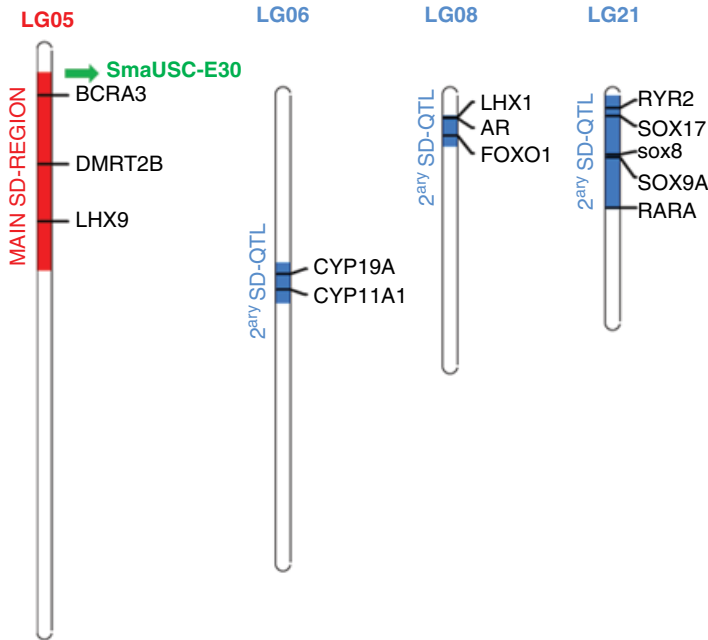 LG05
MAIN SD-REGION
SmaUSC-E30
BCRA3
DMRT2B
LHX9
LG06
2ary SD-QTL
CYP19A
CYP11A1
LG08
2ary SD-QTL
LHX1
AR
FOXO1
LG21
2ary SD-QTL
RYR2
SOX17
sox8
SOX9A
RARA